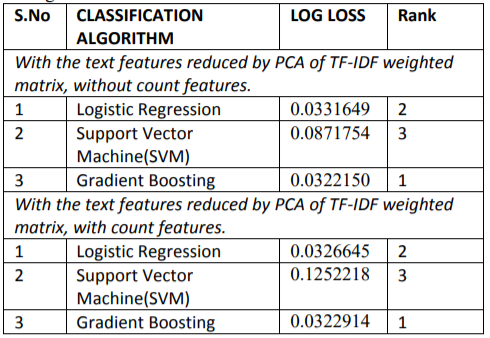 S.No CLASSIFICATION ALGORITHM LOG LOSS Rank
With the text features reduced by PCA of TF-IDF weighted
matrix, without count features.
1 Logistic Regression 0.0331649 2
2 Support Vector Machine(SVM) 0.0871754 3
3 Gradient Boosting 0.0322150 1
With the text features reduced by PCA of TF-IDF weighted
matrix, with count features.
1 Logistic Regression 0.0326645 2
2 Support Vector Machine(SVM) 0.1252218 3
3 Gradient Boosting 0.0322914 1